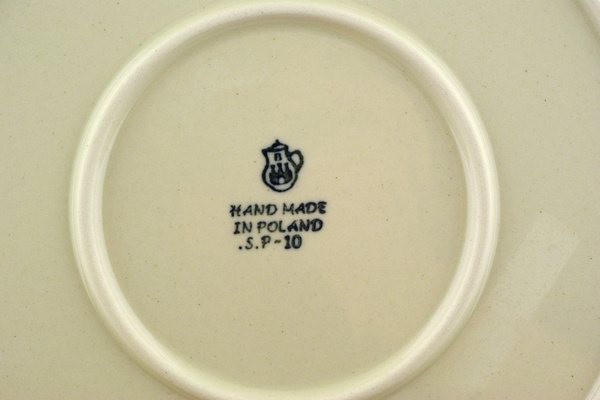 HAND MADE
IN POLAND
.S.P-10